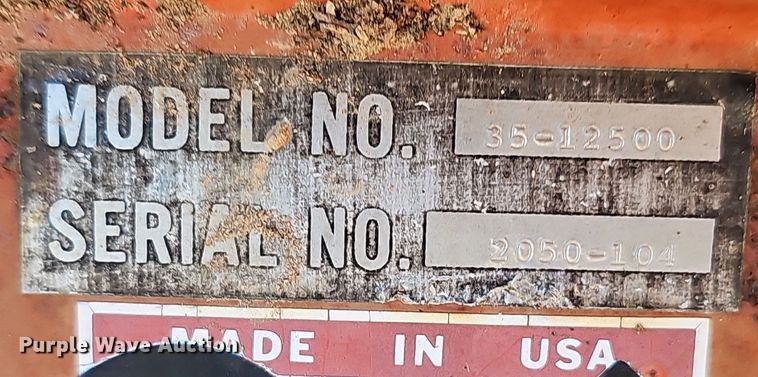 MODEL NO. 35-12500
SERIAL NO. 2050-104
MADE IN USA
Purple Wave Auction